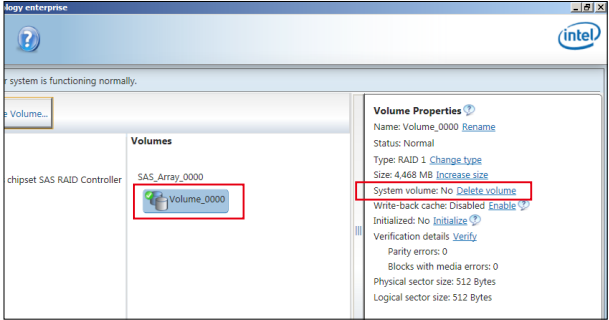 ology enterprise
?
intel
r system is functioning normally.
e Volume...
Volumes
chipset SAS RAID Controller
SAS_Array_0000
Volume_0000
Volume Properties ?
Name: Volume_0000 Rename
Status: Normal
Type: RAID 1 Change type
Size: 4,468 MB Increase size
System volume: No Delete volume
Write-back cache: Disabled Enable ?
Initialized: No Initialize ?
Verification details Verify
Parity errors: 0
Blocks with media errors: 0
Physical sector size: 512 Bytes
Logical sector size: 512 Bytes